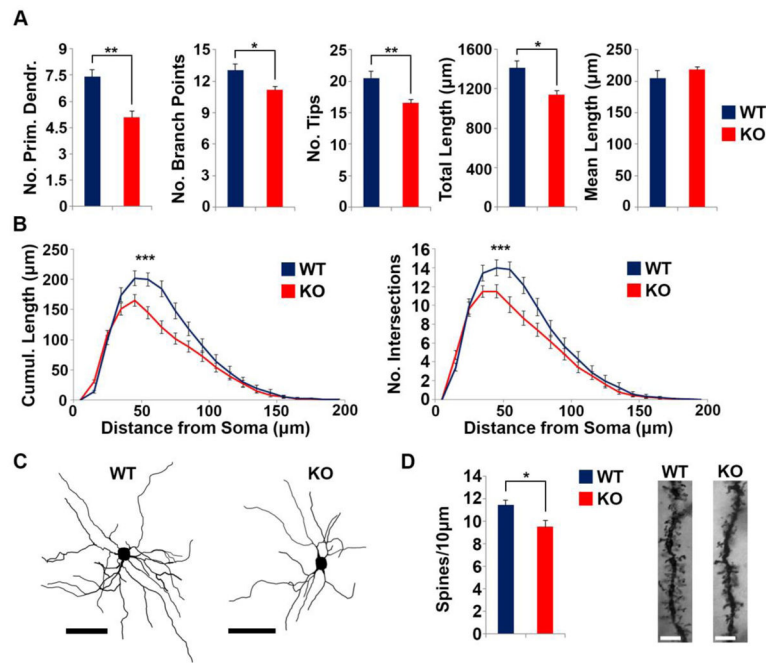 A
No. Prim. Dendr.
7.5
6
4.5
3
1.5
0
**
No. Branch Points
15
12
9
6
3
0
*
No. Tips
25
20
15
10
5
0
**
Total Length (µm)
1600
1200
800
400
0
*
Mean Length (µm)
250
200
150
100
50
0
WT
KO
B
Cumul. Length (µm)
250
200
150
100
50
0
***
WT
KO
0 50 100 150 200
Distance from Soma (µm)
No. Intersections
16
14
12
10
8
6
4
2
0
***
WT
KO
0 50 100 150 200
Distance from Soma (µm)
C
WT
KO
D
Spines/10µm
14
12
10
8
6
4
2
0
*
WT
KO
WT
KO